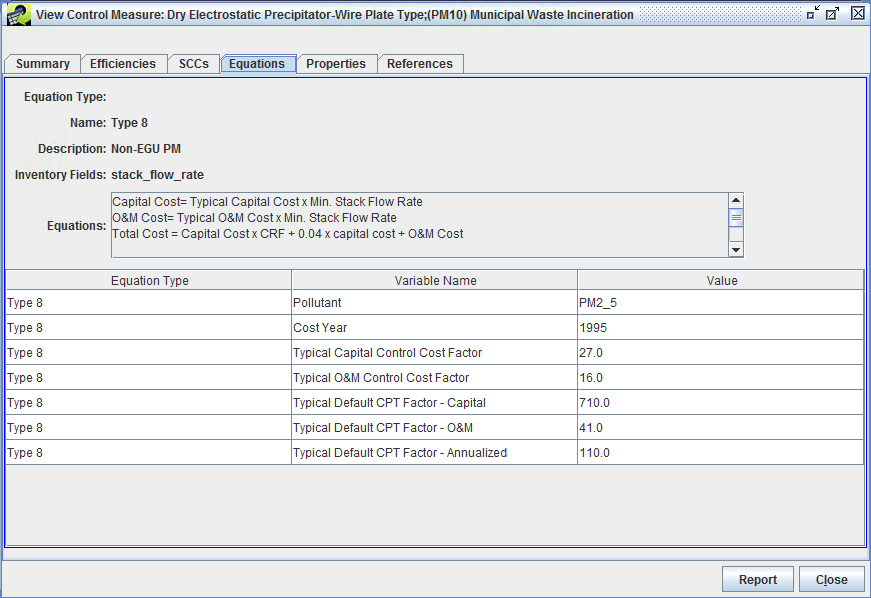 View Control Measure: Dry Electrostatic Precipitator-Wire Plate Type;(PM10) Municipal Waste Incineration
Summary Efficiencies SCCs Equations Properties References
Equation Type:
Name: Type 8
Description: Non-EGU PM
Inventory Fields: stack_flow_rate
Equations:
Capital Cost= Typical Capital Cost x Min. Stack Flow Rate
O&M Cost= Typical O&M Cost x Min. Stack Flow Rate
Total Cost = Capital Cost x CRF + 0.04 x capital cost + O&M Cost
Equation Type Variable Name Value
Type 8 Pollutant PM2_5
Type 8 Cost Year 1995
Type 8 Typical Capital Control Cost Factor 27.0
Type 8 Typical O&M Control Cost Factor 16.0
Type 8 Typical Default CPT Factor - Capital 710.0
Type 8 Typical Default CPT Factor - O&M 41.0
Type 8 Typical Default CPT Factor - Annualized 110.0
Report Close